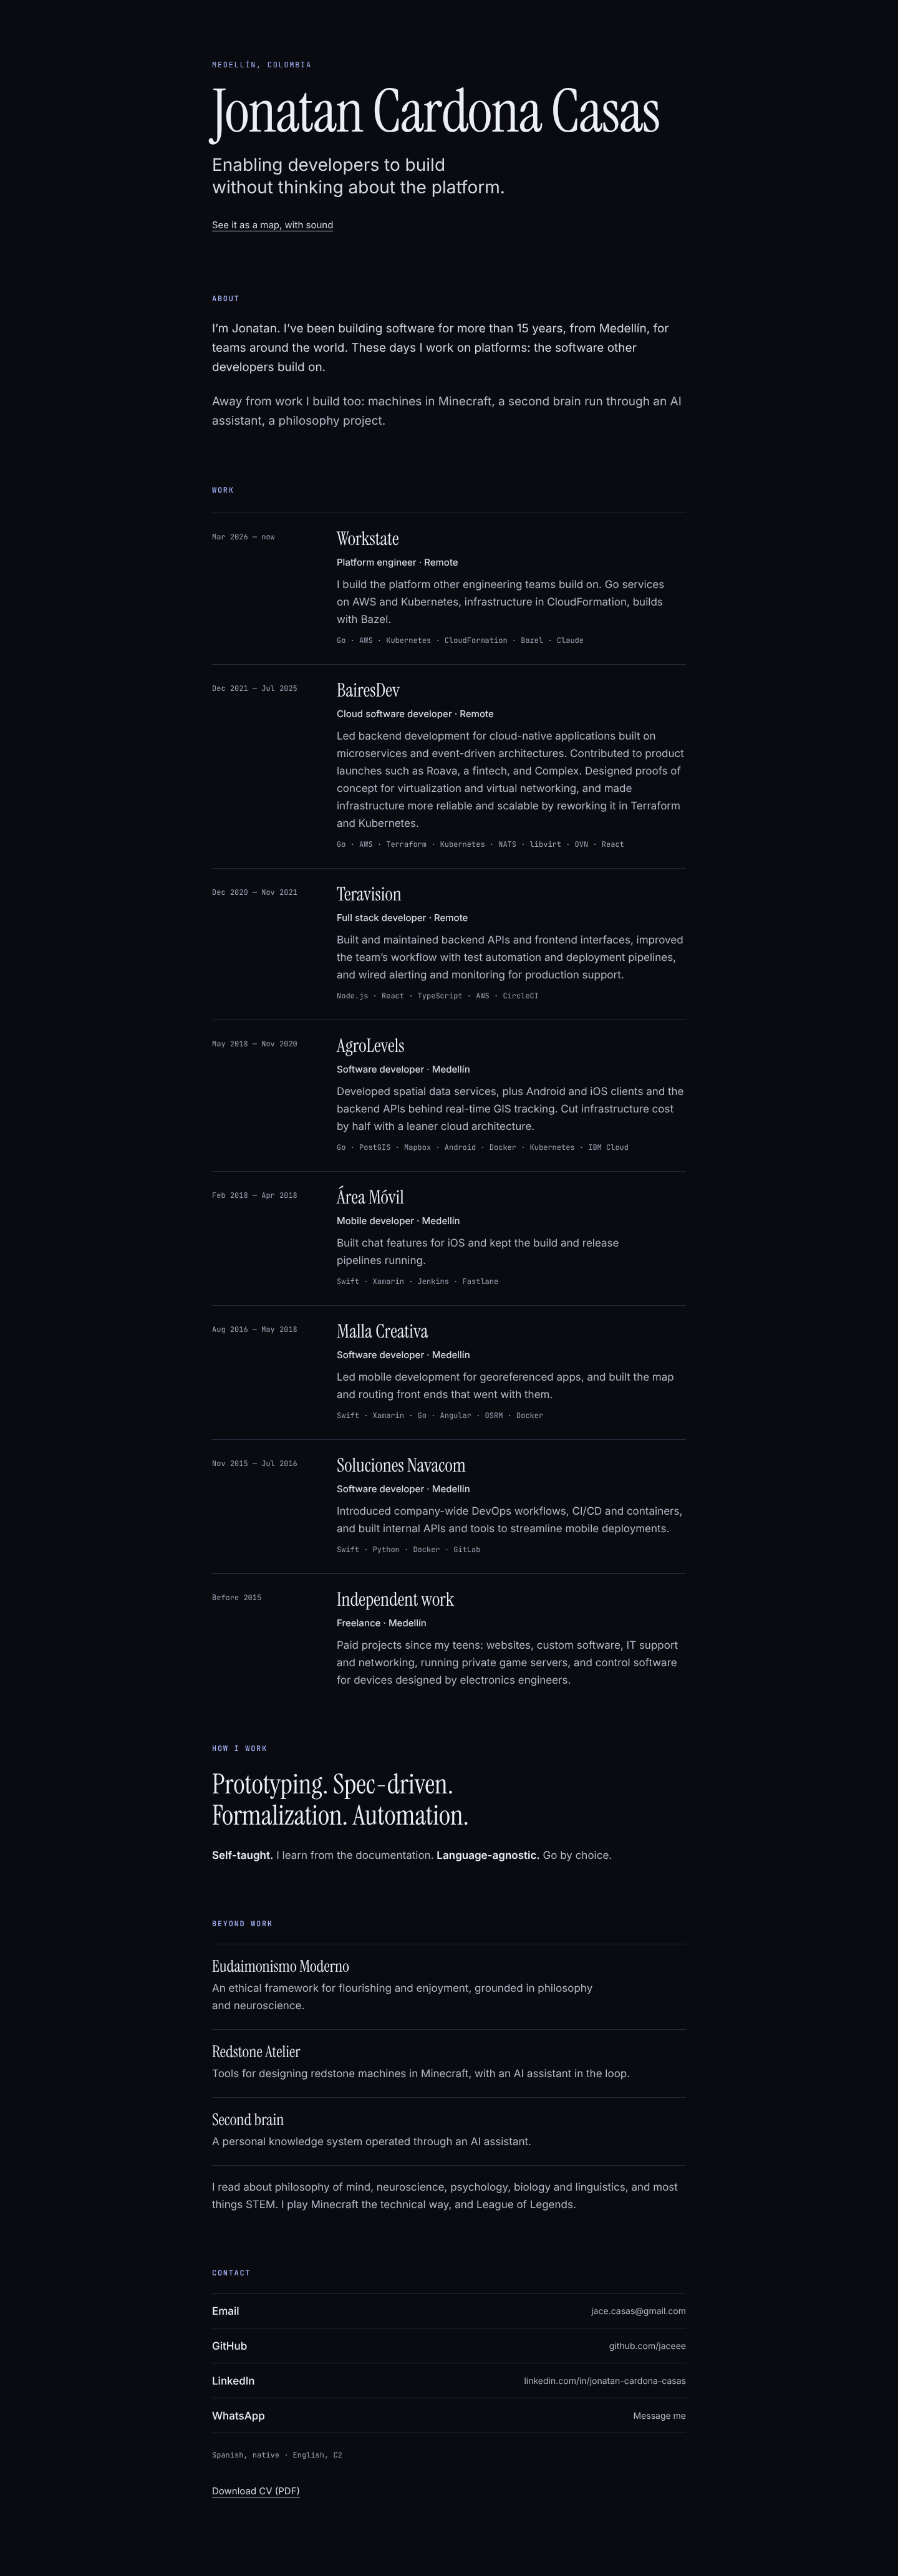 MEDELLÍN, COLOMBIA
Jonatan Cardona Casas
Enabling developers to build
without thinking about the platform.
See it as a map, with sound
ABOUT
I’m Jonatan. I’ve been building software for more than 15 years, from Medellín, for
teams around the world. These days I work on platforms: the software other
developers build on.
Away from work I build too: machines in Minecraft, a second brain run through an AI
assistant, a philosophy project.
WORK
Mar 2026 — now
Workstate
Platform engineer · Remote
I build the platform other engineering teams build on. Go services
on AWS and Kubernetes, infrastructure in CloudFormation, builds
with Bazel.
Go · AWS · Kubernetes · CloudFormation · Bazel · Claude
Dec 2021 — Jul 2025
BairesDev
Cloud software developer · Remote
Led backend development for cloud-native applications built on
microservices and event-driven architectures. Contributed to product
launches such as Roava, a fintech, and Complex. Designed proofs of
concept for virtualization and virtual networking, and made
infrastructure more reliable and scalable by reworking it in Terraform
and Kubernetes.
Go · AWS · Terraform · Kubernetes · NATS · libvirt · OVN · React
Dec 2020 — Nov 2021
Teravision
Full stack developer · Remote
Built and maintained backend APIs and frontend interfaces, improved
the team’s workflow with test automation and deployment pipelines,
and wired alerting and monitoring for production support.
Node.js · React · TypeScript · AWS · CircleCI
May 2018 — Nov 2020
AgroLevels
Software developer · Medellín
Developed spatial data services, plus Android and iOS clients and the
backend APIs behind real-time GIS tracking. Cut infrastructure cost
by half with a leaner cloud architecture.
Go · PostGIS · Mapbox · Android · Docker · Kubernetes · IBM Cloud
Feb 2018 — Apr 2018
Área Móvil
Mobile developer · Medellín
Built chat features for iOS and kept the build and release
pipelines running.
Swift · Xamarin · Jenkins · Fastlane
Aug 2016 — May 2018
Malla Creativa
Software developer · Medellín
Led mobile development for georeferenced apps, and built the map
and routing front ends that went with them.
Swift · Xamarin · Go · Angular · OSRM · Docker
Nov 2015 — Jul 2016
Soluciones Navacom
Software developer · Medellín
Introduced company-wide DevOps workflows, CI/CD and containers,
and built internal APIs and tools to streamline mobile deployments.
Swift · Python · Docker · GitLab
Before 2015
Independent work
Freelance · Medellín
Paid projects since my teens: websites, custom software, IT support
and networking, running private game servers, and control software
for devices designed by electronics engineers.
HOW I WORK
Prototyping. Spec-driven.
Formalization. Automation.
Self-taught. I learn from the documentation. Language-agnostic. Go by choice.
BEYOND WORK
Eudaimonismo Moderno
An ethical framework for flourishing and enjoyment, grounded in philosophy
and neuroscience.
Redstone Atelier
Tools for designing redstone machines in Minecraft, with an AI assistant in the loop.
Second brain
A personal knowledge system operated through an AI assistant.
I read about philosophy of mind, neuroscience, psychology, biology and linguistics, and most
things STEM. I play Minecraft the technical way, and League of Legends.
CONTACT
Email jace.casas@gmail.com
GitHub github.com/jaceee
LinkedIn linkedin.com/in/jonatan-cardona-casas
WhatsApp Message me
Spanish, native · English, C2
Download CV (PDF)